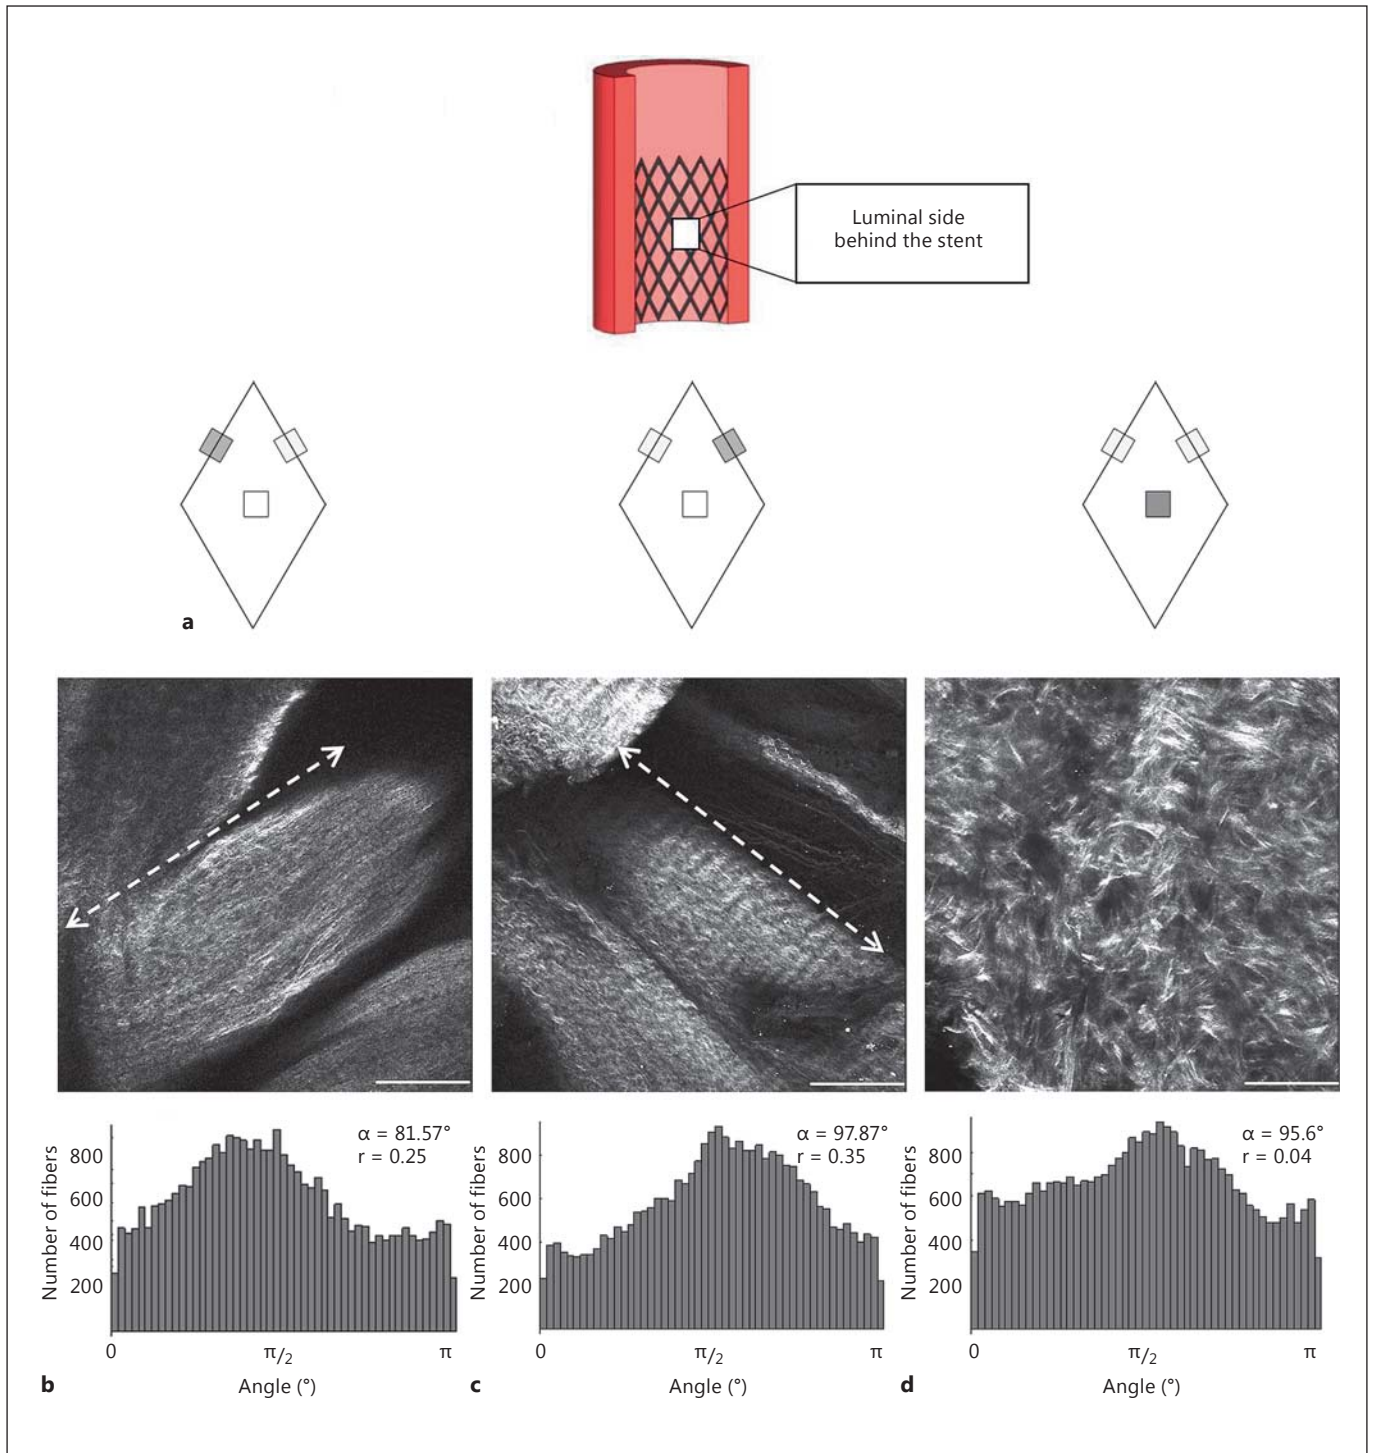 Luminal side
behind the stent
a
α = 81.57°
r = 0.25
Number of fibers
800
600
400
200
0
π/2
π
b
Angle (°)
α = 97.87°
r = 0.35
Number of fibers
800
600
400
200
0
π/2
π
c
Angle (°)
α = 95.6°
r = 0.04
Number of fibers
800
600
400
200
0
π/2
π
d
Angle (°)